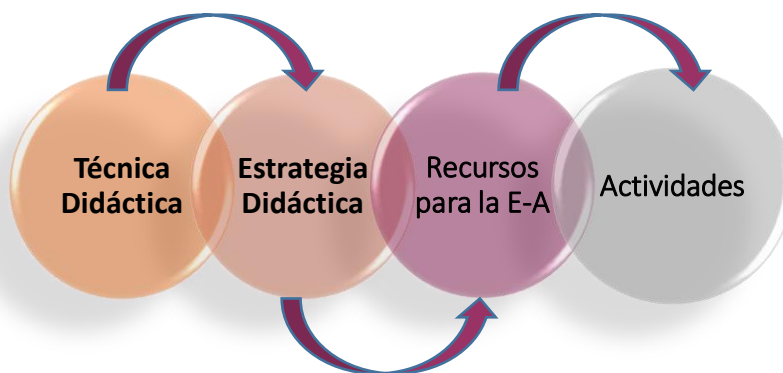 Técnica
Didáctica
Estrategia
Didáctica
Recursos
para la E-A
Actividades